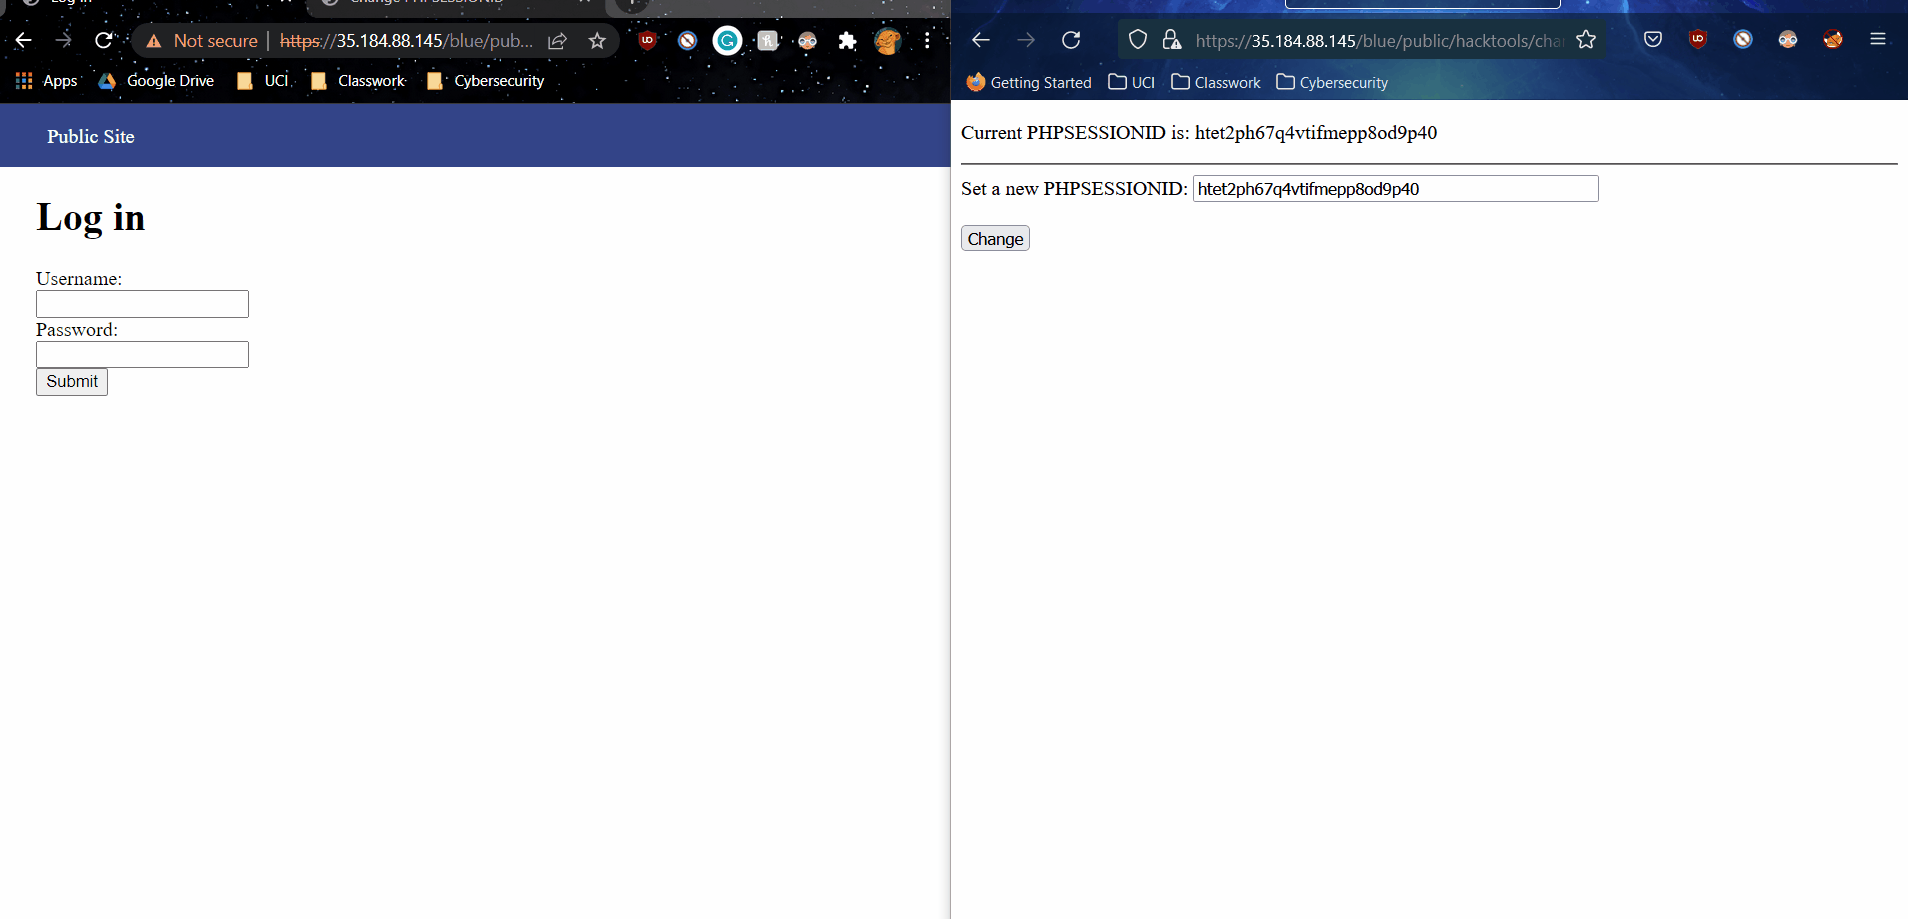 Not secure | https://35.184.88.145/blue/pub...
Apps Google Drive UCI Classwork Cybersecurity
Public Site
Log in
Username:
Password:
Submit
https://35.184.88.145/blue/public/hacktools/cha
Getting Started UCI Classwork Cybersecurity
Current PHPSESSIONID is: htet2ph67q4vtifmepp8od9p40
Set a new PHPSESSIONID: htet2ph67q4vtifmepp8od9p40
Change